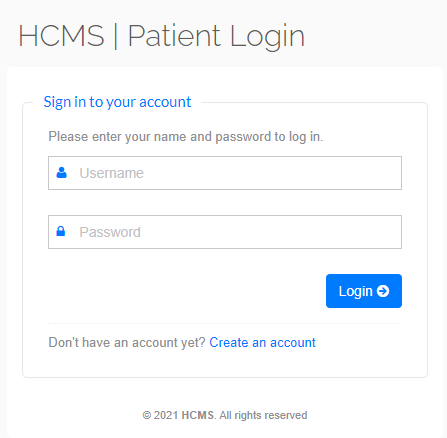 HCMS | Patient Login
Sign in to your account
Please enter your name and password to log in.
Username
Password
Login
Don't have an account yet? Create an account
© 2021 HCMS. All rights reserved